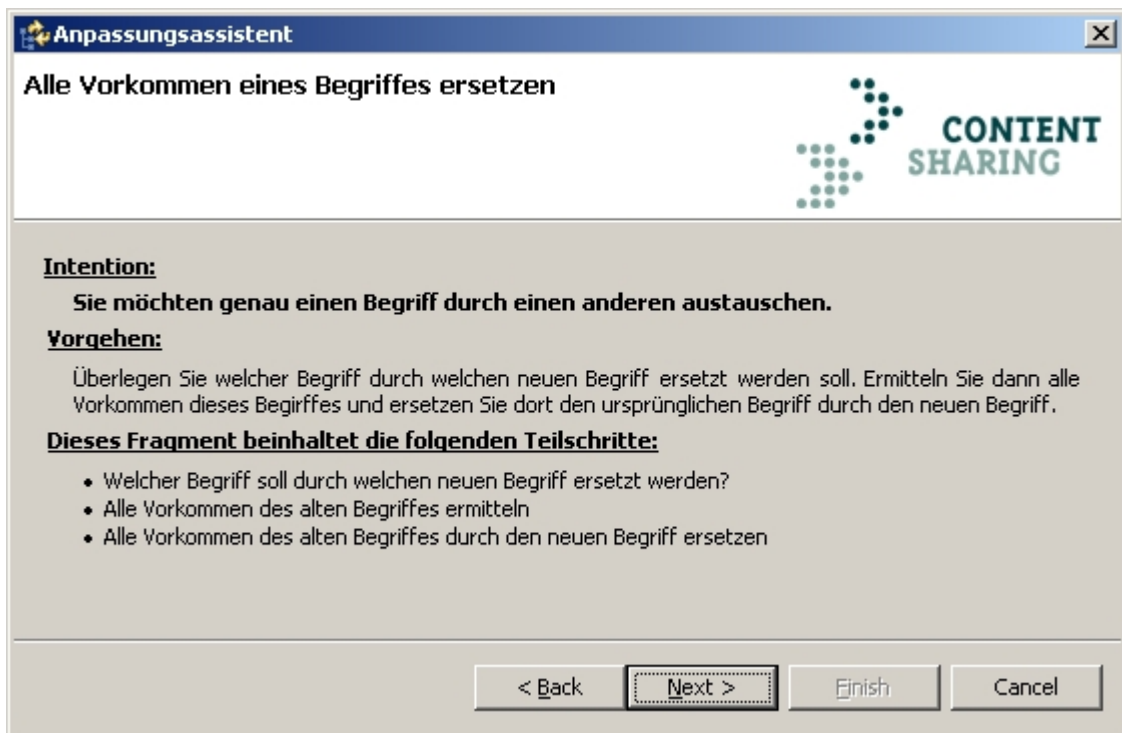 Anpassungsassistent
Alle Vorkommen eines Begriffes ersetzen
CONTENT
SHARING
Intention:
Sie möchten genau einen Begriff durch einen anderen austauschen.
Vorgehen:
Überlegen Sie welcher Begriff durch welchen neuen Begriff ersetzt werden soll. Ermitteln Sie dann alle
Vorkommen dieses Begirffes und ersetzen Sie dort den ursprünglichen Begriff durch den neuen Begriff.
Dieses Fragment beinhaltet die folgenden Teilschritte:
• Welcher Begriff soll durch welchen neuen Begriff ersetzt werden?
• Alle Vorkommen des alten Begriffes ermitteln
• Alle Vorkommen des alten Begriffes durch den neuen Begriff ersetzen
< Back Next > Finish Cancel